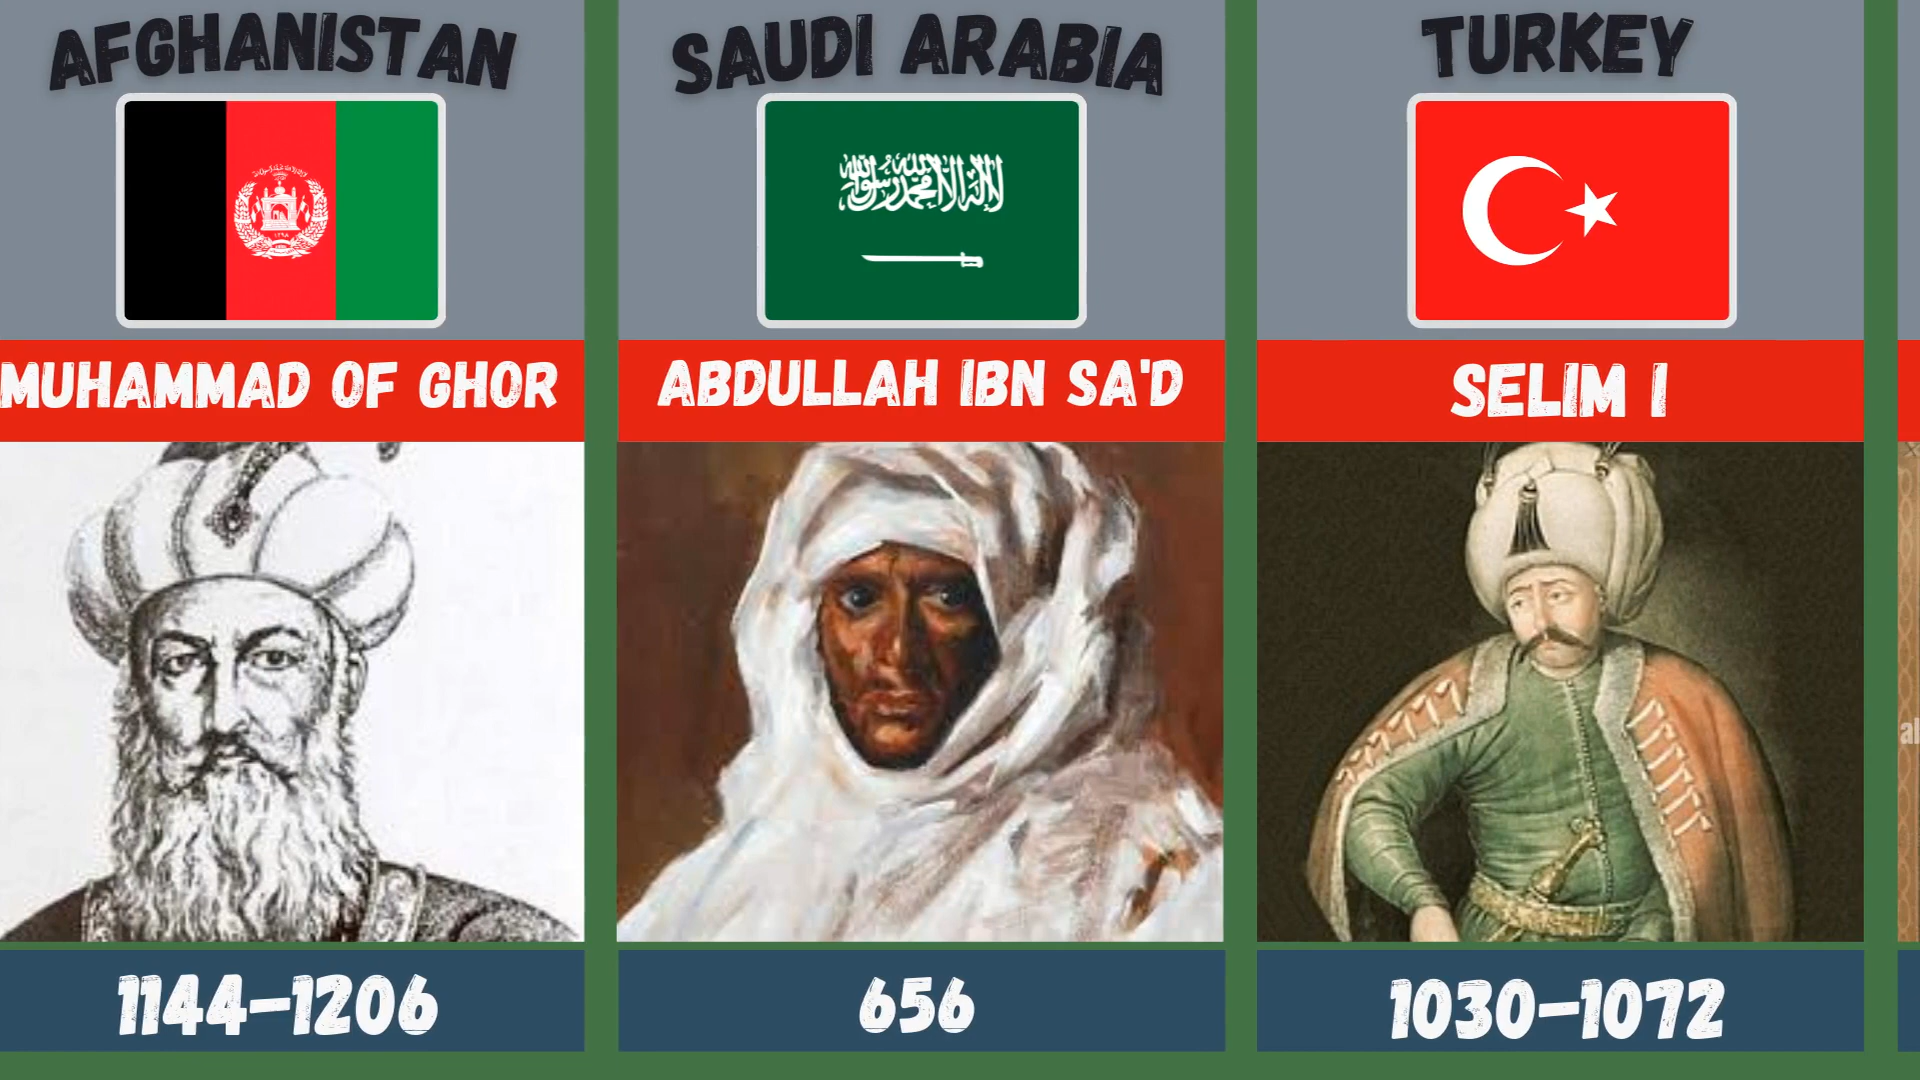 AFGHANISTAN
SAUDI ARABIA
TURKEY
لا إله إلا الله محمد رسول الله
MUHAMMAD OF GHOR
ABDULLAH IBN SA'D
SELIM I
al
1144-1206
656
1030-1072